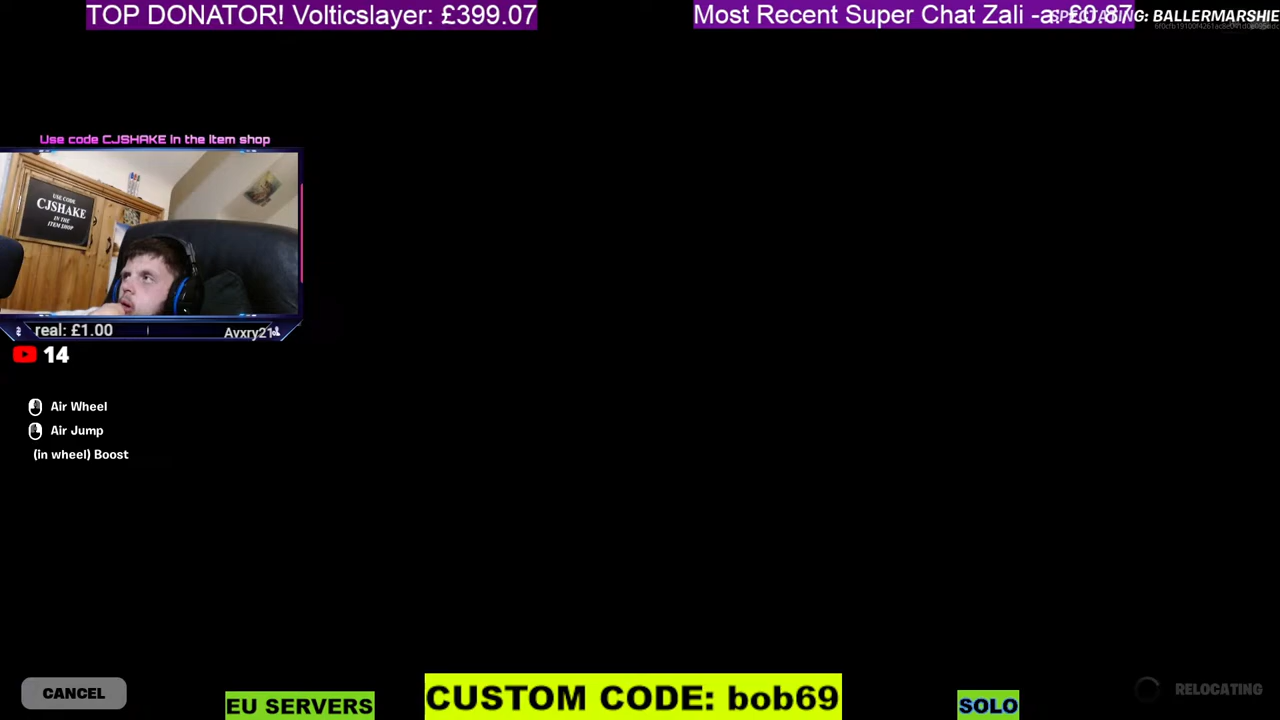 TOP DONATOR! Volticslayer: £399.07
Most Recent Super Chat Zali -a: £0.87
SPECTATING: BALLERMARSHIE
Use code CJSHAKE in the item shop
USE CODE
CJSHAKE
IN THE
ITEM SHOP
real: £1.00
Avxry21
14
Air Wheel
Air Jump
(in wheel) Boost
CANCEL
EU SERVERS
CUSTOM CODE: bob69
SOLO
RELOCATING